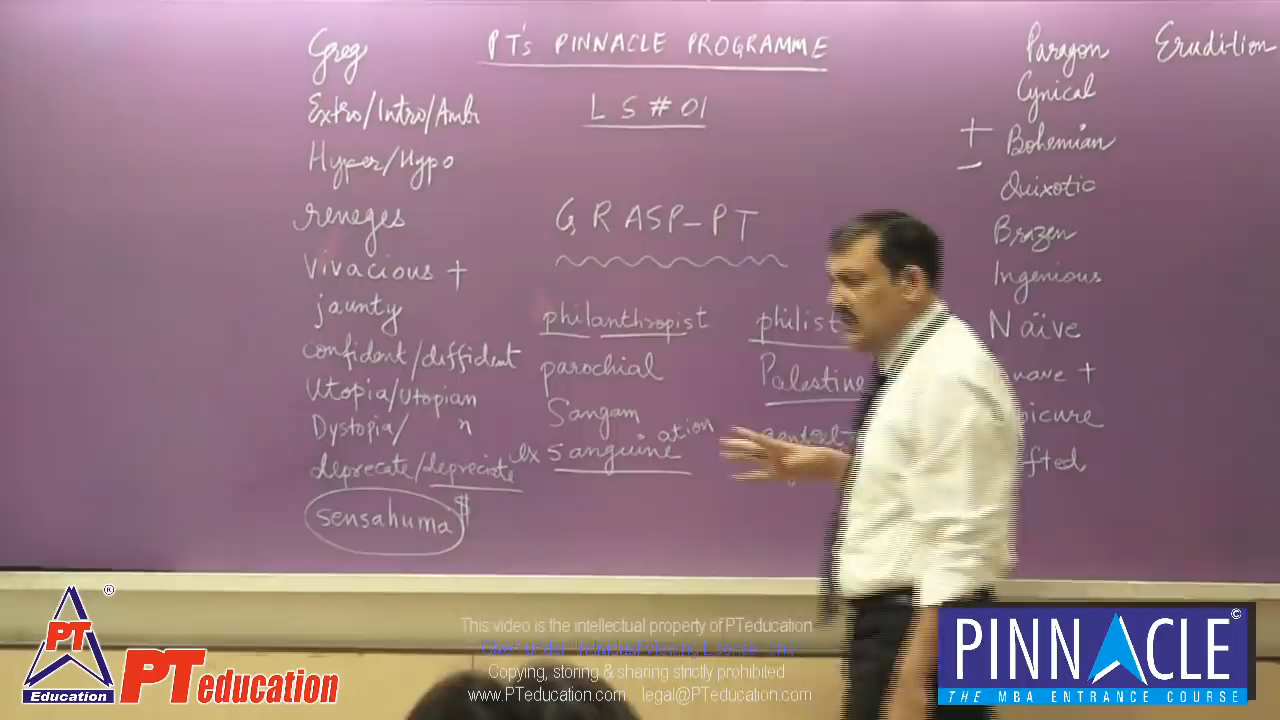 PT's PINNACLE PROGRAMME
LS # 01
GRASP-PT
Greg
Extro/Intro/Ambi
Hyper/Hypo
reneges
Vivacious +
jaunty
confident/diffident
Utopia/Utopian
Dystopia/ n
deprecate/depreciate
sensahuma $
philanthropist
parochial
Sangam
ex Sanguine ation
philist
Palestine
Paragon
Cynical
+ Bohemian
-
Quixotic
Brazen
Ingenious
Naïve
+
Erudition
PT
Education
®
PT education
This video is the intellectual property of PTeducation
Copying, storing & sharing strictly prohibited
www.PTeducation.com legal@PTeducation.com
PINNACLE ©
THE MBA ENTRANCE COURSE